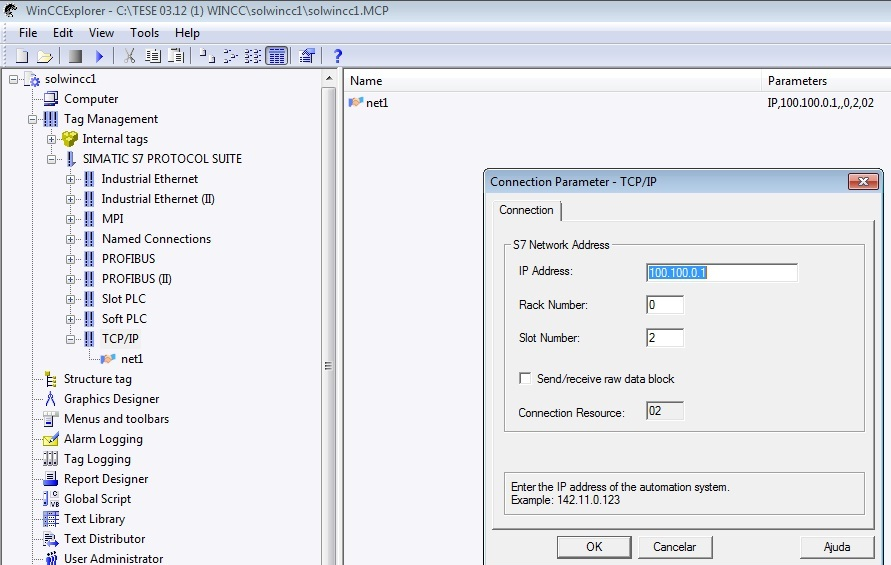 WinCCExplorer - C:\TESE 03.12 (1) WINCC\solwincc1\solwincc1.MCP
File Edit View Tools Help
solwincc1
Computer
Tag Management
Internal tags
SIMATIC S7 PROTOCOL SUITE
Industrial Ethernet
Industrial Ethernet (II)
MPI
Named Connections
PROFIBUS
PROFIBUS (II)
Slot PLC
Soft PLC
TCP/IP
net1
Structure tag
Graphics Designer
Menus and toolbars
Alarm Logging
Tag Logging
Report Designer
Global Script
Text Library
Text Distributor
User Administrator
Name Parameters
net1 IP,100.100.0.1,,0,2,02
Connection Parameter - TCP/IP
Connection
S7 Network Address
IP Address: 100.100.0.1
Rack Number: 0
Slot Number: 2
Send/receive raw data block
Connection Resource: 02
Enter the IP address of the automation system.
Example: 142.11.0.123
OK Cancelar Ajuda